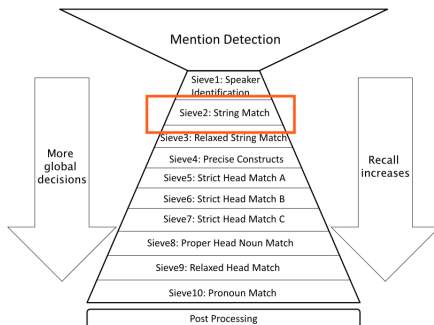 Mention Detection
Sieve1: Speaker
Identification
Sieve2: String Match
Sieve3: Relaxed String Match
Sieve4: Precise Constructs
Sieve5: Strict Head Match A
Sieve6: Strict Head Match B
Sieve7: Strict Head Match C
Sieve8: Proper Head Noun Match
Sieve9: Relaxed Head Match
Sieve10: Pronoun Match
Post Processing
More
global
decisions
Recall
increases